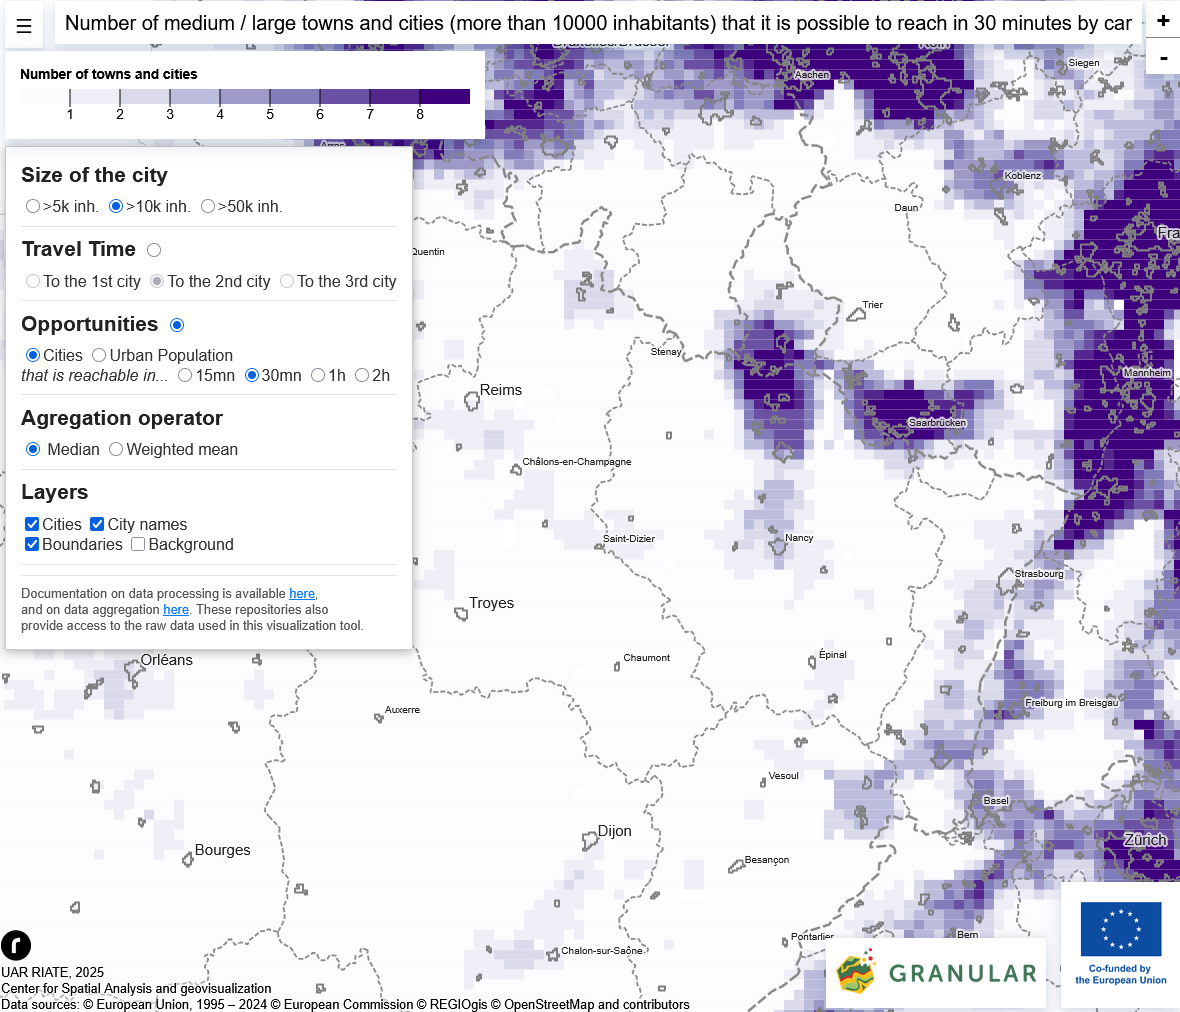 ☰
Number of medium / large towns and cities (more than 10000 inhabitants) that it is possible to reach in 30 minutes by car
+
-
Bruxelles/Brussel
Köln
Siegen
Aachen
Number of towns and cities
1 2 3 4 5 6 7 8
Arras
Size of the city
>5k inh. >10k inh. >50k inh.
Travel Time
To the 1st city To the 2nd city To the 3rd city
Opportunities
Cities Urban Population
that is reachable in... 15mn 30mn 1h 2h
Agregation operator
Median Weighted mean
Layers
Cities City names
Boundaries Background
Documentation on data processing is available here,
and on data aggregation here. These repositories also
provide access to the raw data used in this visualization tool.
Koblenz
Daun
Fra
Quentin
Trier
Stenay
Mannheim
Reims
Saarbrücken
Châlons-en-Champagne
Saint-Dizier
Nancy
Strasbourg
Troyes
Orléans
Chaumont
Épinal
Auxerre
Freiburg im Breisgau
Vesoul
Basel
Dijon
Zürich
Bourges
Besançon
Pontarlier
Bern
Chalon-sur-Saône
r
UAR RIATE, 2025
Center for Spatial Analysis and geovisualization
Data sources: © European Union, 1995 – 2024 © European Commission © REGIOgis © OpenStreetMap and contributors
GRANULAR
Co-funded by
the European Union